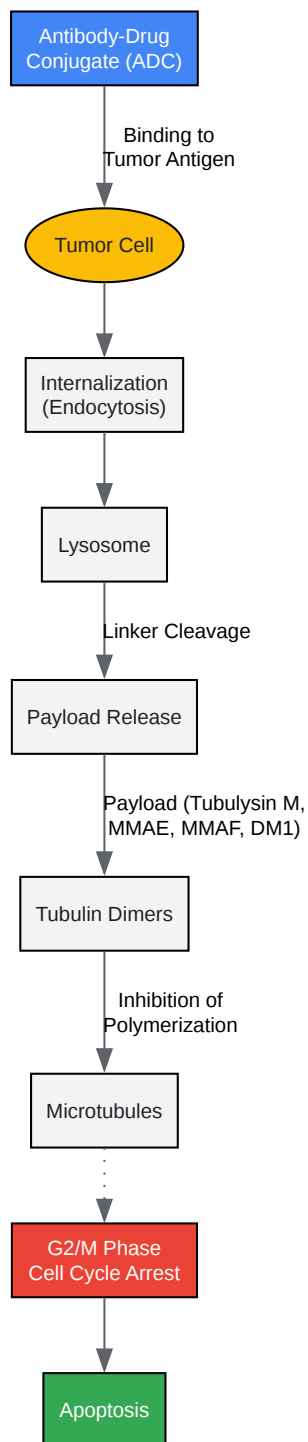 Antibody-Drug
Conjugate (ADC)
Binding to
Tumor Antigen
Tumor Cell
Internalization
(Endocytosis)
Lysosome
Linker Cleavage
Payload Release
Payload (Tubulysin M,
MMAE, MMAF, DM1)
Tubulin Dimers
Inhibition of
Polymerization
Microtubules
G2/M Phase
Cell Cycle Arrest
Apoptosis